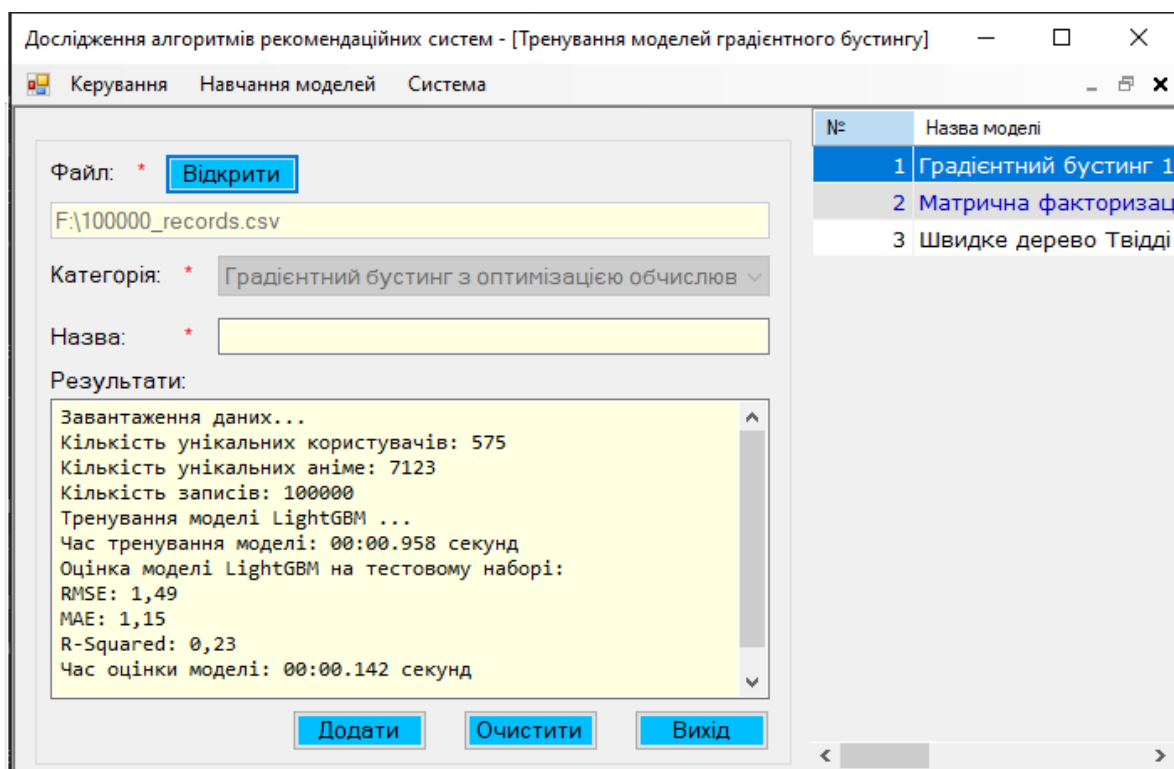 Дослідження алгоритмів рекомендаційних систем - [Тренування моделей градієнтного бустингу]
Керування Навчання моделей Система
Файл: * Відкрити
F:\100000_records.csv
Категорія: * Градієнтний бустинг з оптимізацією обчислюв
Назва: *
Результати:
Завантаження даних...
Кількість унікальних користувачів: 575
Кількість унікальних аніме: 7123
Кількість записів: 100000
Тренування моделі LightGBM ...
Час тренування моделі: 00:00.958 секунд
Оцінка моделі LightGBM на тестовому наборі:
RMSE: 1,49
MAE: 1,15
R-Squared: 0,23
Час оцінки моделі: 00:00.142 секунд
Додати Очистити Вихід
№ Назва моделі
1 Градієнтний бустинг 1
2 Матрична факторизац
3 Швидке дерево Твідді